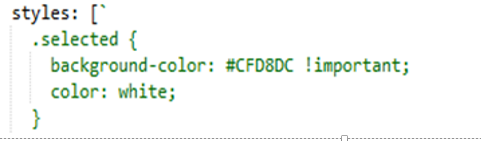 styles: [`
.selected {
background-color: #CFD8DC !important;
color: white;
}